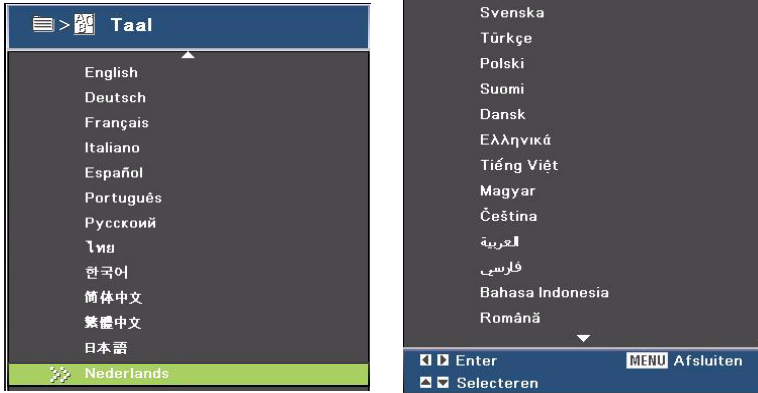 > Taal
English
Deutsch
Français
Italiano
Español
Português
Русский
ไทย
한국어
简体中文
繁體中文
日本語
Nederlands
Svenska
Türkçe
Polski
Suomi
Dansk
Ελληνικά
Tiếng Việt
Magyar
Čeština
العربية
فارسي
Bahasa Indonesia
Română
Enter MENU Afsluiten
Selecteren